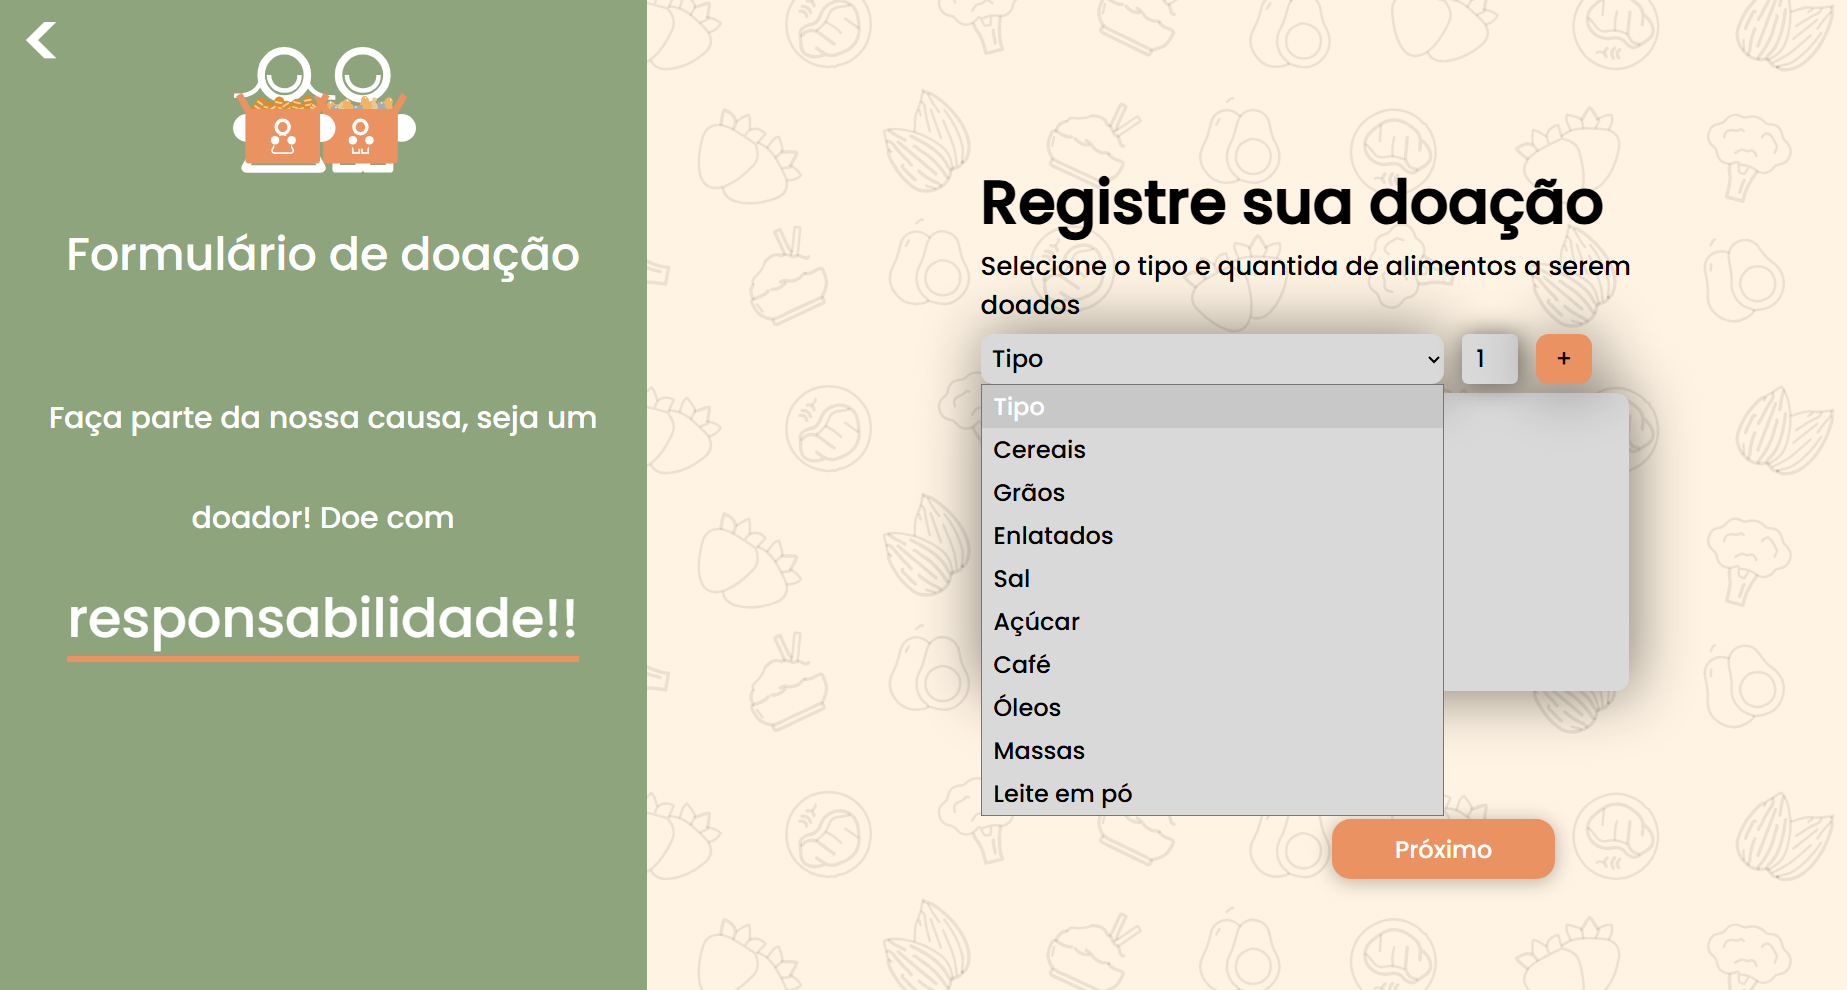 Formulário de doação
Faça parte da nossa causa, seja um
doador! Doe com
responsabilidade!!
Registre sua doação
Selecione o tipo e quantida de alimentos a serem
doados
Tipo
1
+
Tipo
Cereais
Grãos
Enlatados
Sal
Açúcar
Café
Óleos
Massas
Leite em pó
Próximo